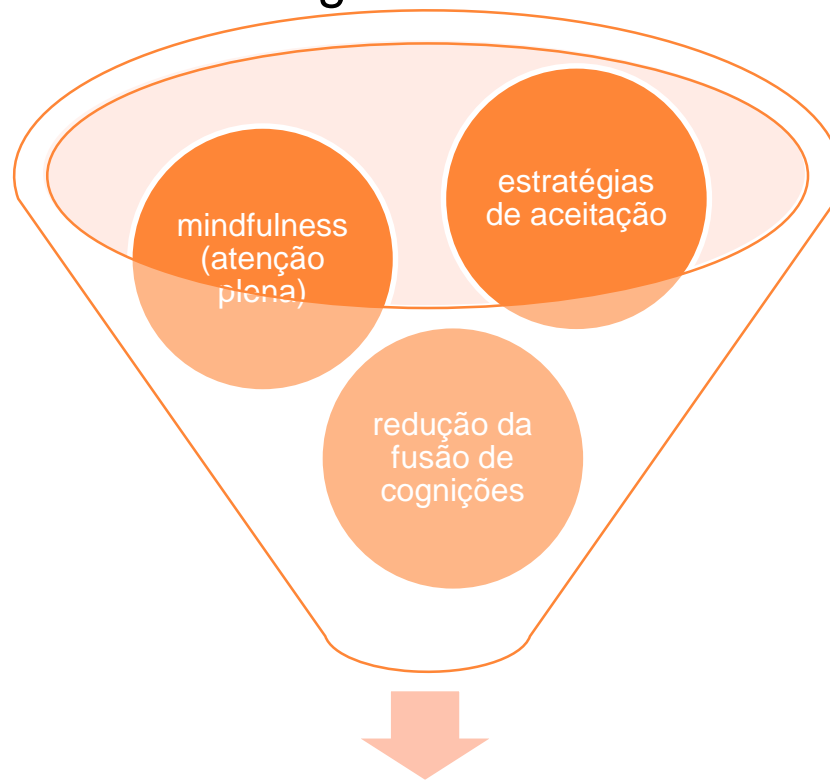 estratégias
de aceitação
mindfulness
(atenção
plena)
redução da
fusão de
cognições